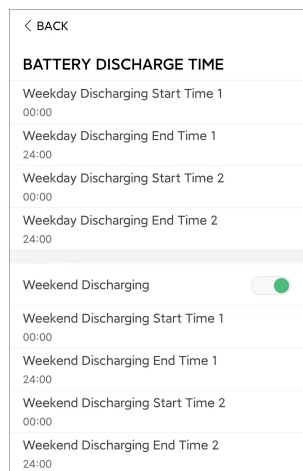 < BACK
BATTERY DISCHARGE TIME
Weekday Discharging Start Time 1
00:00
Weekday Discharging End Time 1
24:00
Weekday Discharging Start Time 2
00:00
Weekday Discharging End Time 2
24:00
Weekend Discharging
Weekend Discharging Start Time 1
00:00
Weekend Discharging End Time 1
24:00
Weekend Discharging Start Time 2
00:00
Weekend Discharging End Time 2
24:00